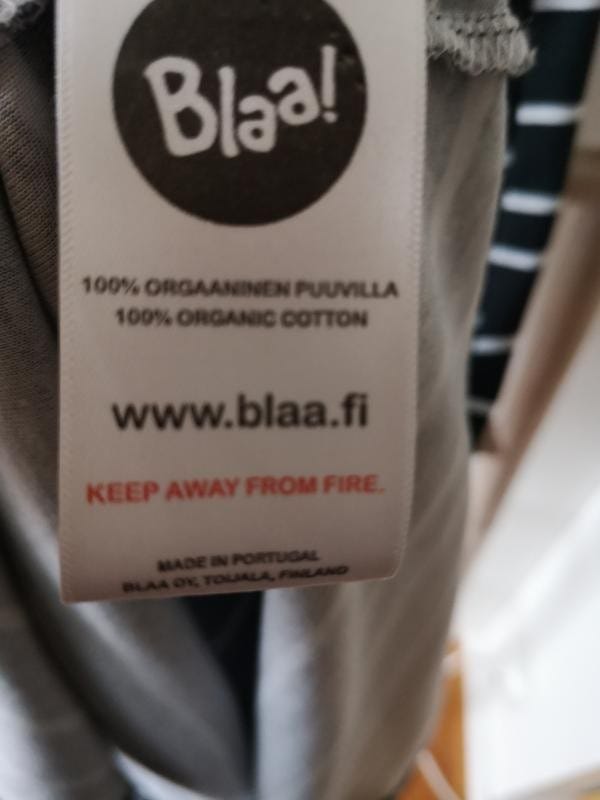 Blaa!
100% ORGAANINEN PUUVILLA
100% ORGANIC COTTON
www.blaa.fi
KEEP AWAY FROM FIRE.
MADE IN PORTUGAL
BLAA OY, TOIJALA, FINLAND